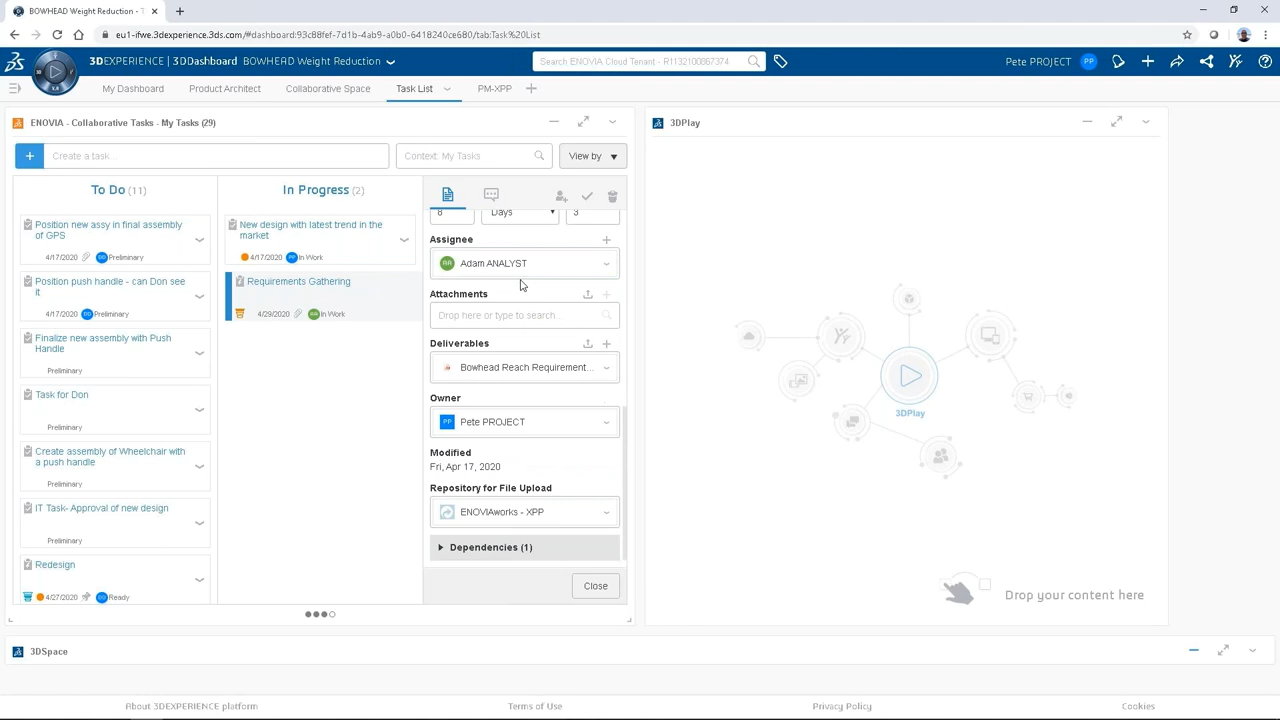 BOWHEAD Weight Reduction - 
eu1-ifwe.3dexperience.3ds.com/#dashboard:93c88fef-7d1b-4ab9-a0b0-6418240ce680/tab:Task%20List
3DEXPERIENCE | 3DDashboard BOWHEAD Weight Reduction
Search ENOVIA Cloud Tenant - R1132100867374
Pete PROJECT PP
My Dashboard Product Architect Collaborative Space Task List PM-XPP
ENOVIA - Collaborative Tasks - My Tasks (29)
3DPlay
Create a task...
Context: My Tasks
View by
To Do (11)
Position new assy in final assembly
of GPS
4/17/2020 Preliminary
Position push handle - can Don see
it
4/17/2020 Preliminary
Finalize new assembly with Push
Handle
Preliminary
Task for Don
Preliminary
Create assembly of Wheelchair with
a push handle
Preliminary
IT Task- Approval of new design
Preliminary
Redesign
4/27/2020 Ready
In Progress (2)
New design with latest trend in the
market
4/17/2020 PP In Work
Requirements Gathering
4/29/2020 In Work
8 Days 3
Assignee
Adam ANALYST
Attachments
Drop here or type to search...
Deliverables
Bowhead Reach Requirement...
Owner
PP Pete PROJECT
Modified
Fri, Apr 17, 2020
Repository for File Upload
ENOVIAworks - XPP
Dependencies (1)
Close
3DPlay
Drop your content here
3DSpace
About 3DEXPERIENCE platform Terms of Use Privacy Policy Cookies